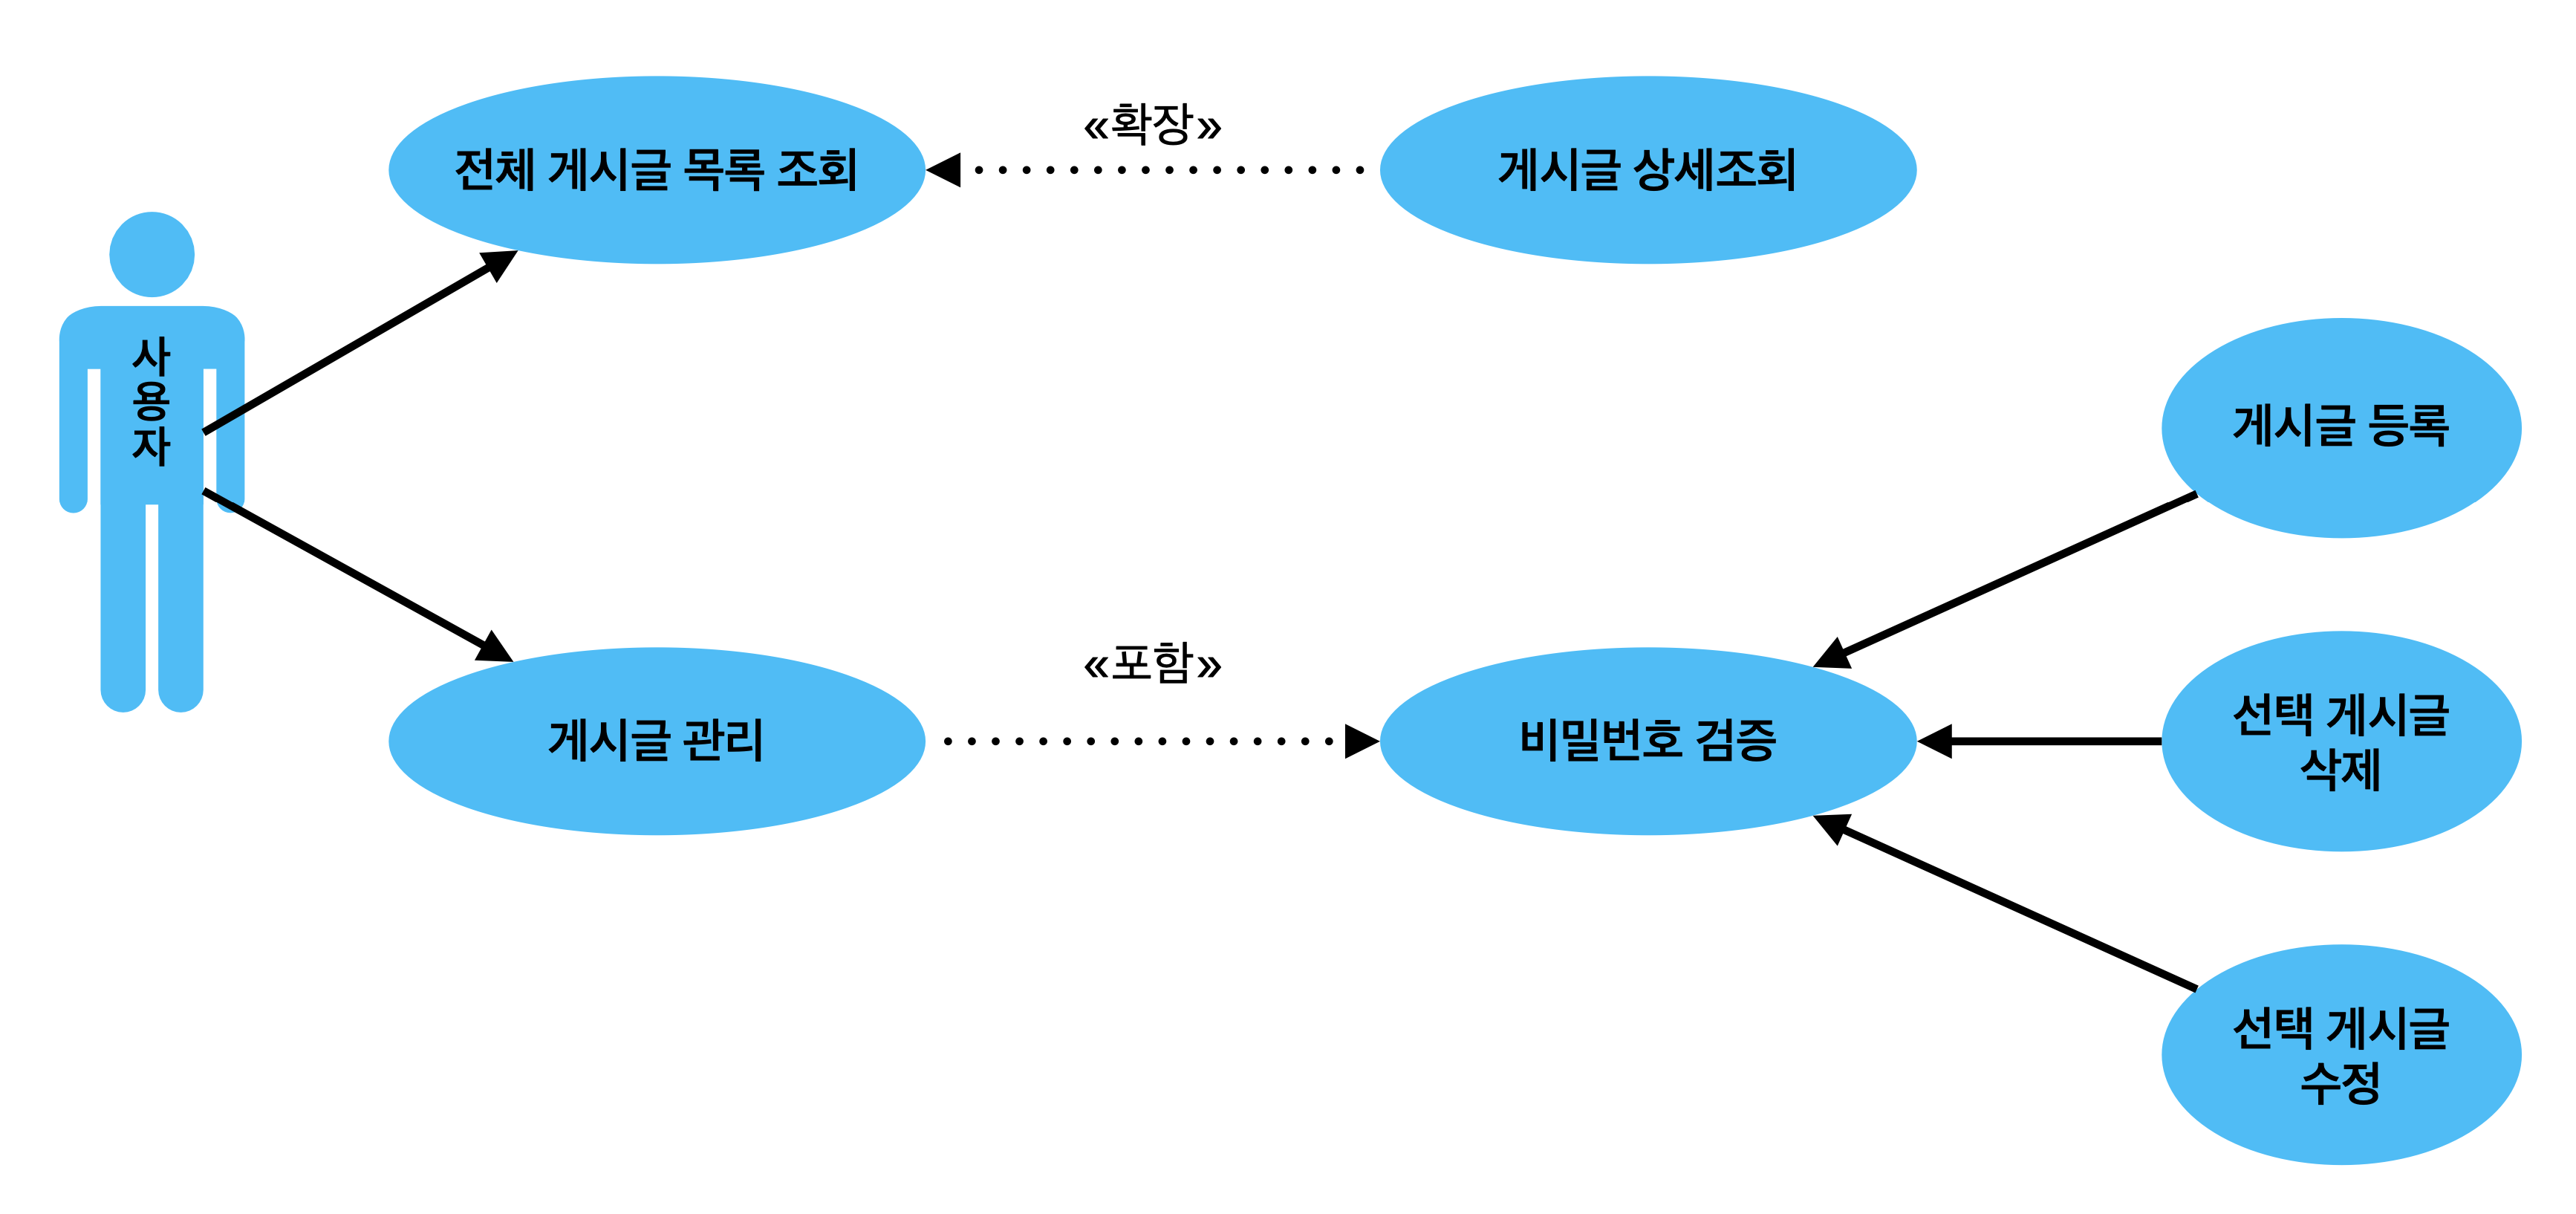 전체 게시글 목록 조회
«확장»
게시글 상세조회
사
용
자
게시글 등록
게시글 관리
«포함»
비밀번호 검증
선택 게시글
삭제
선택 게시글
수정